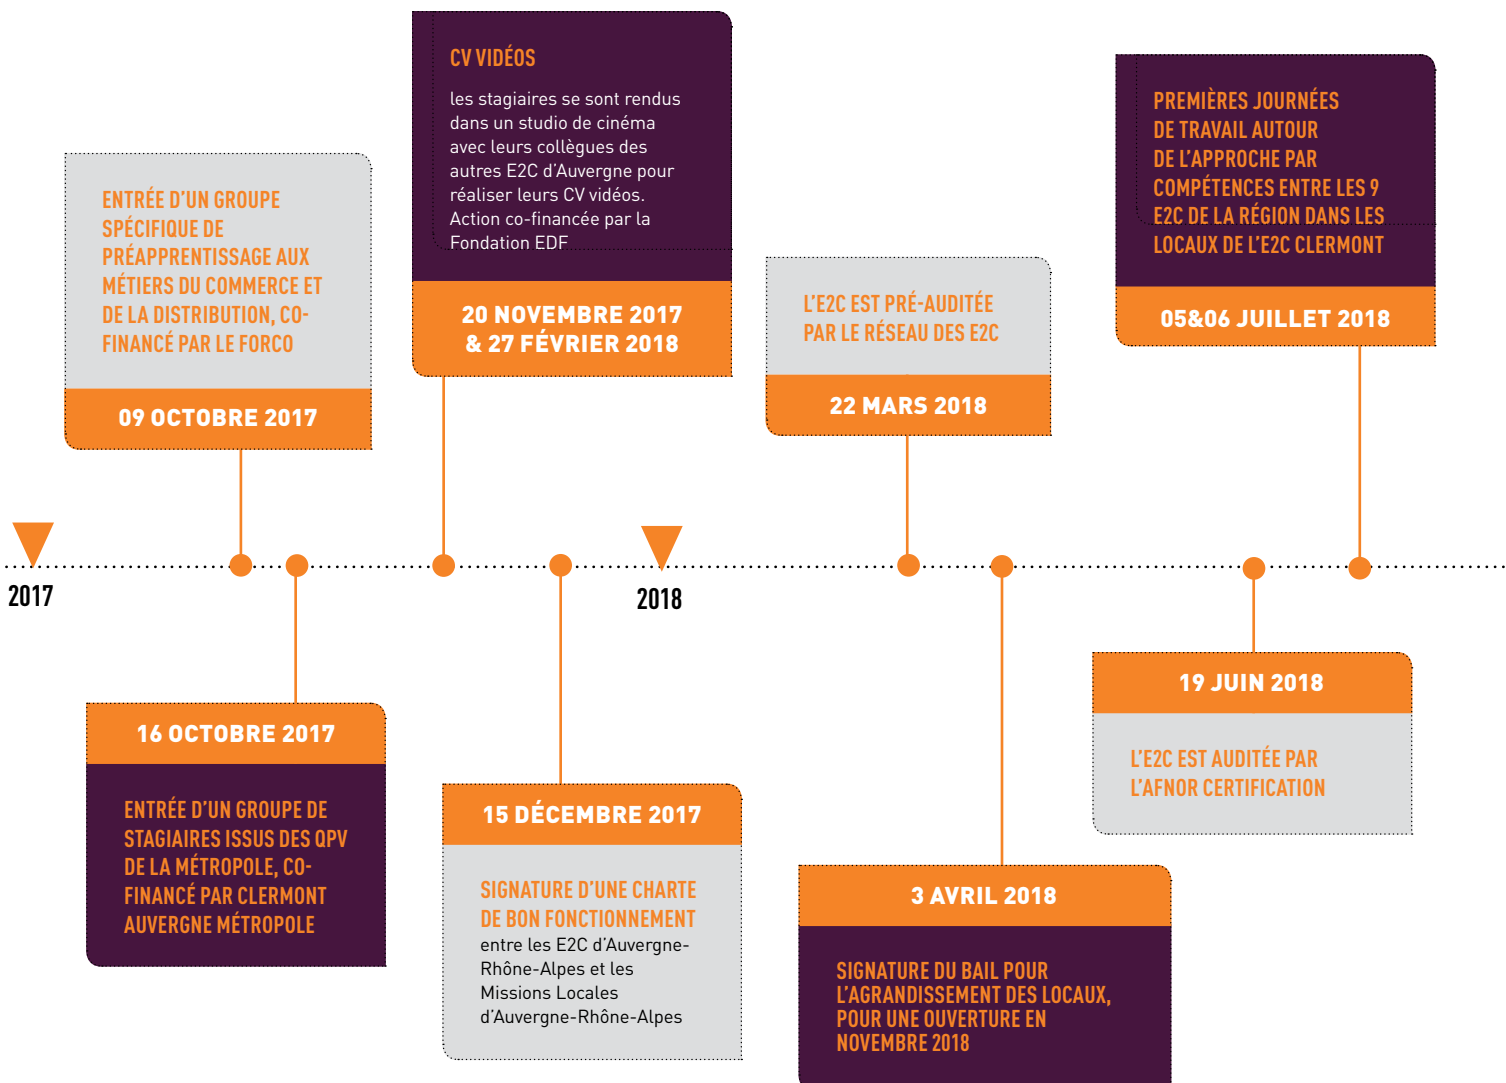 ENTRÉE D'UN GROUPE
SPÉCIFIQUE DE
PRÉAPPRENTISSAGE AUX
MÉTIERS DU COMMERCE ET
DE LA DISTRIBUTION, CO-
FINANCÉ PAR LE FORCO
09 OCTOBRE 2017
CV VIDÉOS
les stagiaires se sont rendus
dans un studio de cinéma
avec leurs collègues des
autres E2C d'Auvergne pour
réaliser leurs CV vidéos.
Action co-financée par la
Fondation EDF
20 NOVEMBRE 2017
& 27 FÉVRIER 2018
L'E2C EST PRÉ-AUDITÉE
PAR LE RÉSEAU DES E2C
22 MARS 2018
PREMIÈRES JOURNÉES
DE TRAVAIL AUTOUR
DE L'APPROCHE PAR
COMPÉTENCES ENTRE LES 9
E2C DE LA RÉGION DANS LES
LOCAUX DE L'E2C CLERMONT
05&06 JUILLET 2018
2017
2018
16 OCTOBRE 2017
ENTRÉE D'UN GROUPE DE
STAGIAIRES ISSUS DES QPV
DE LA MÉTROPOLE, CO-
FINANCÉ PAR CLERMONT
AUVERGNE MÉTROPOLE
15 DÉCEMBRE 2017
SIGNATURE D'UNE CHARTE
DE BON FONCTIONNEMENT
entre les E2C d'Auvergne-
Rhône-Alpes et les
Missions Locales
d'Auvergne-Rhône-Alpes
3 AVRIL 2018
SIGNATURE DU BAIL POUR
L'AGRANDISSEMENT DES LOCAUX,
POUR UNE OUVERTURE EN
NOVEMBRE 2018
19 JUIN 2018
L'E2C EST AUDITÉE PAR
L'AFNOR CERTIFICATION